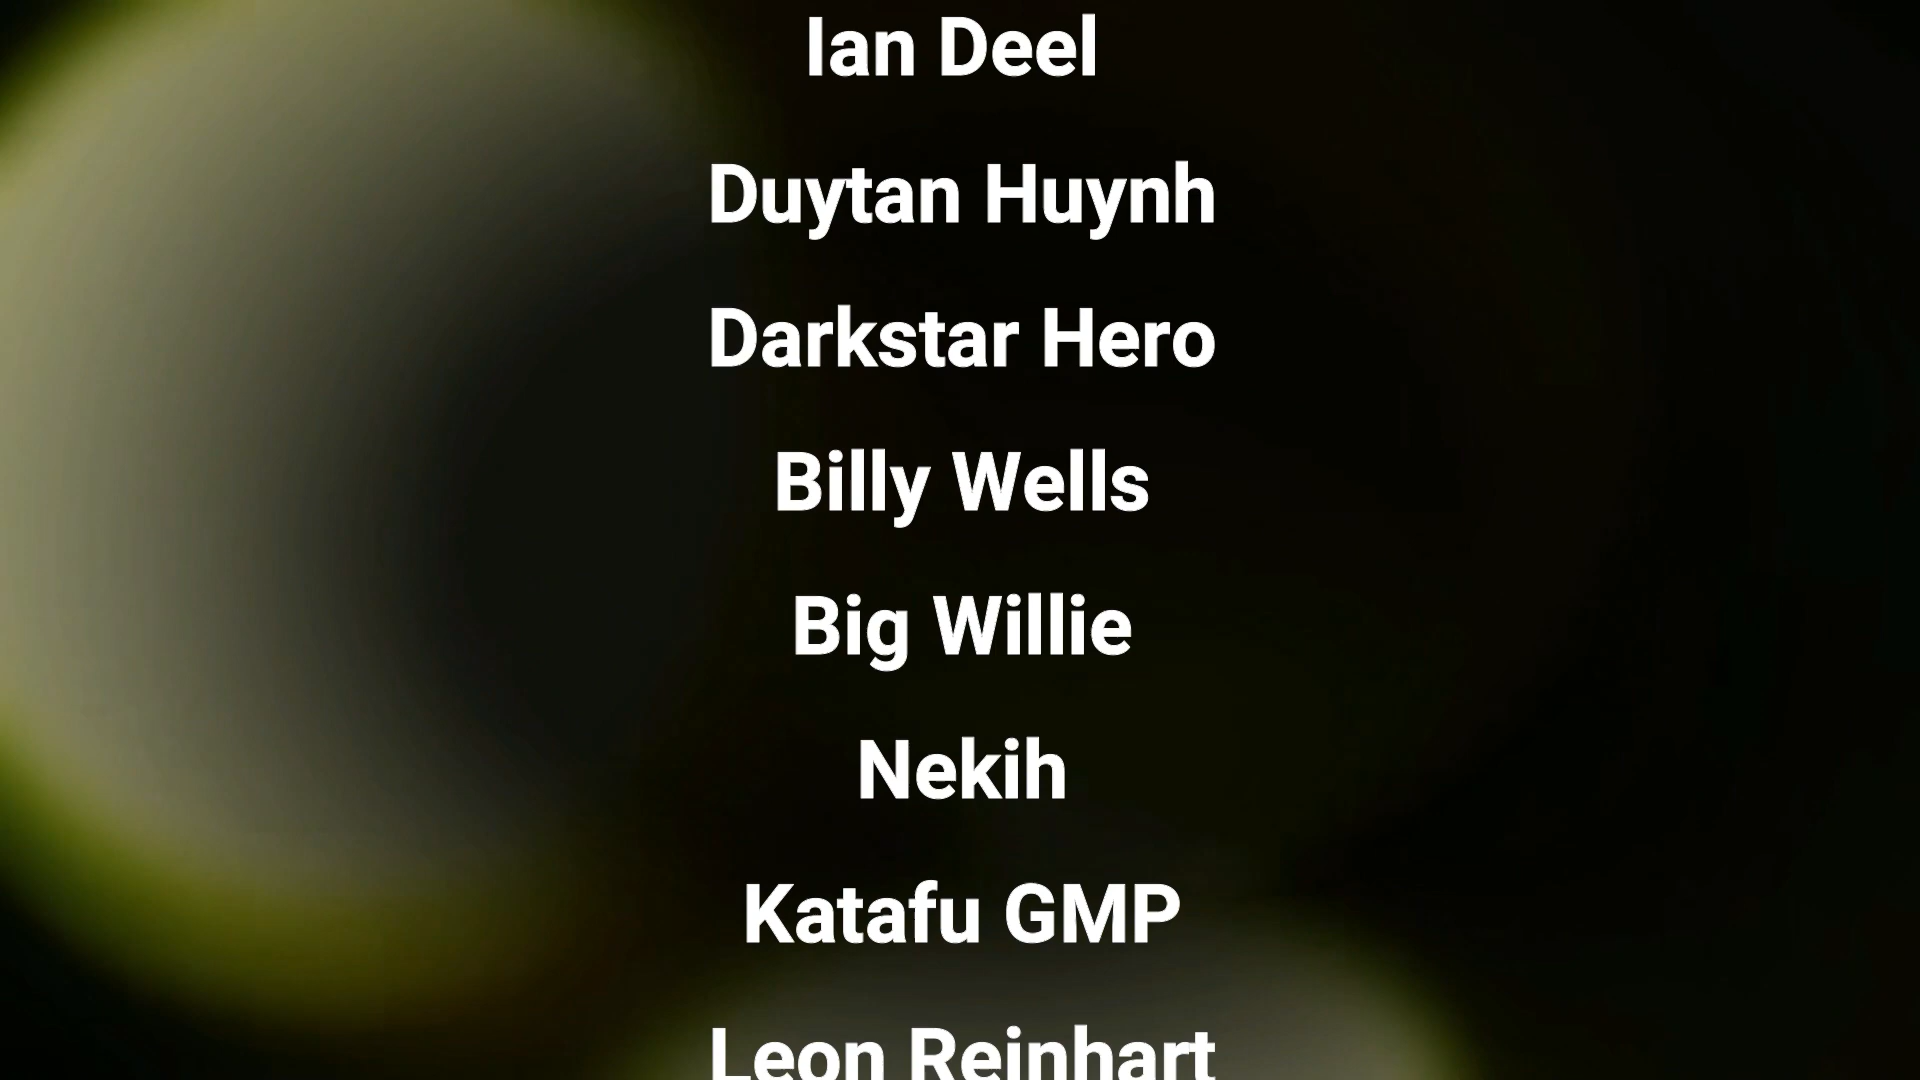 Ian Deel
Duytan Huynh
Darkstar Hero
Billy Wells
Big Willie
Nekih
Katafu GMP
Leon Reinhart